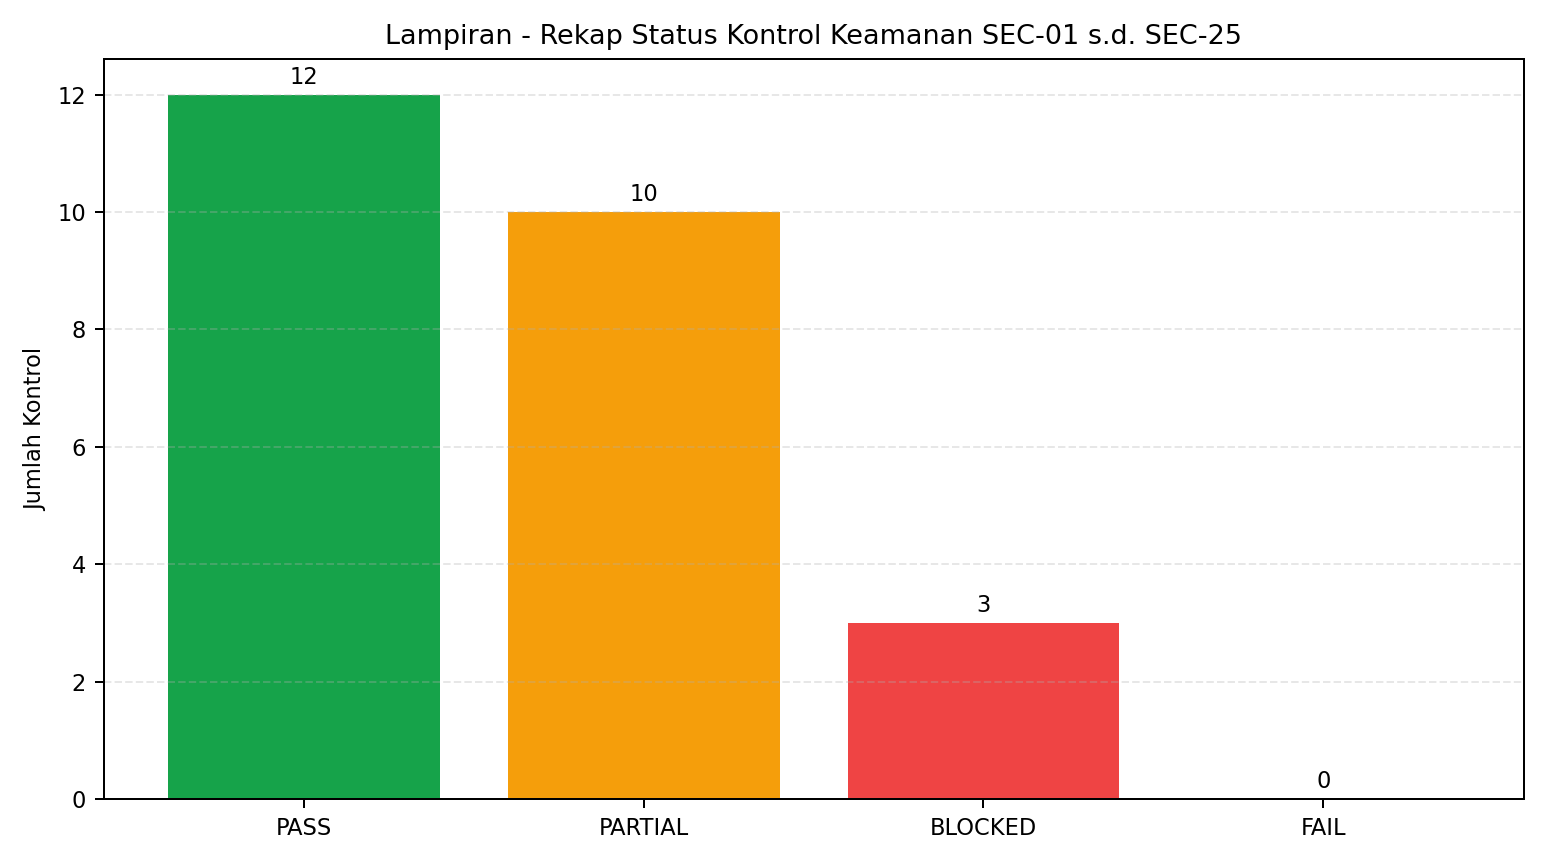 Lampiran - Rekap Status Kontrol Keamanan SEC-01 s.d. SEC-25
Jumlah Kontrol
12
10
8
6
4
2
0
12
10
3
0
PASS
PARTIAL
BLOCKED
FAIL